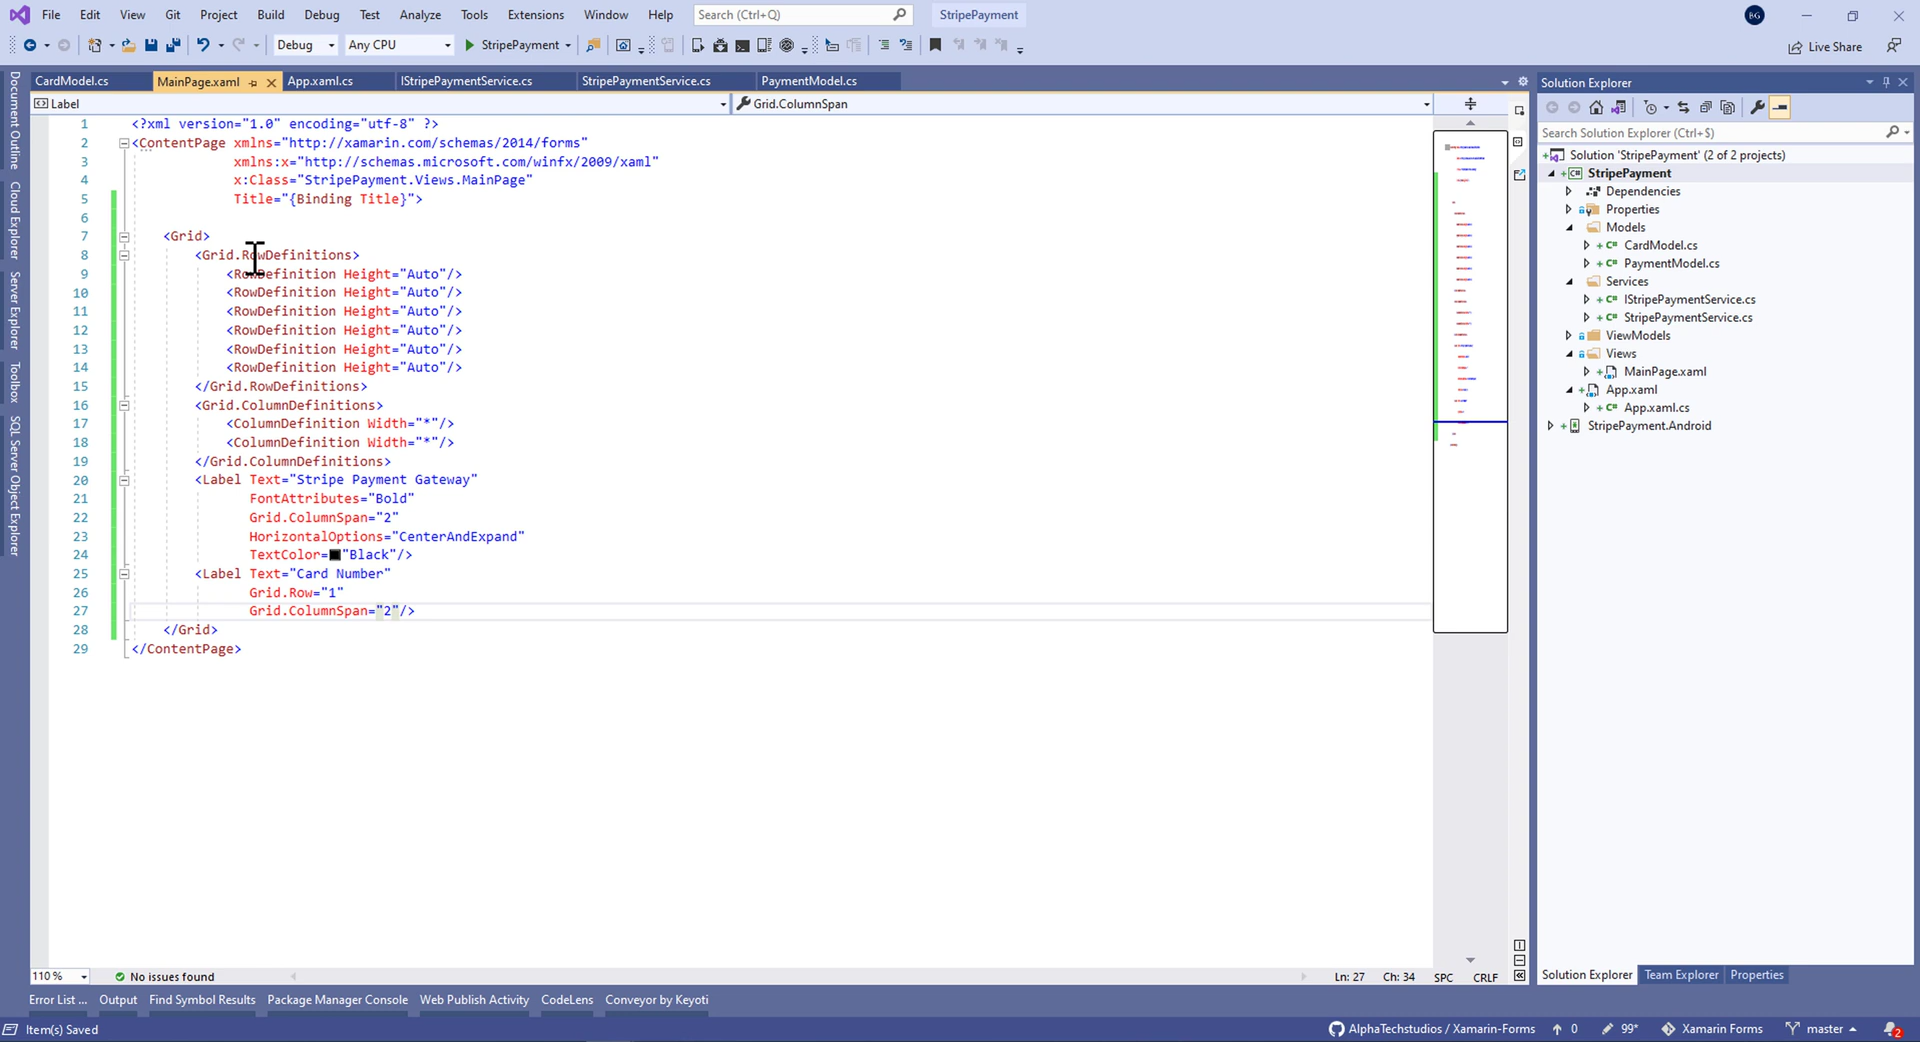 File Edit View Git Project Build Debug Test Analyze Tools Extensions Window Help Search (Ctrl+Q) StripePayment BG
Debug Any CPU StripePayment Live Share
CardModel.cs MainPage.xaml App.xaml.cs IStripePaymentService.cs StripePaymentService.cs PaymentModel.cs
Label Grid.ColumnSpan
1 <?xml version="1.0" encoding="utf-8" ?>
2 <ContentPage xmlns="http://xamarin.com/schemas/2014/forms"
3 xmlns:x="http://schemas.microsoft.com/winfx/2009/xaml"
4 x:Class="StripePayment.Views.MainPage"
5 Title="{Binding Title}">
6
7 <Grid>
8 <Grid.RowDefinitions>
9 <RowDefinition Height="Auto"/>
10 <RowDefinition Height="Auto"/>
11 <RowDefinition Height="Auto"/>
12 <RowDefinition Height="Auto"/>
13 <RowDefinition Height="Auto"/>
14 <RowDefinition Height="Auto"/>
15 </Grid.RowDefinitions>
16 <Grid.ColumnDefinitions>
17 <ColumnDefinition Width="*"/>
18 <ColumnDefinition Width="*"/>
19 </Grid.ColumnDefinitions>
20 <Label Text="Stripe Payment Gateway"
21 FontAttributes="Bold"
22 Grid.ColumnSpan="2"
23 HorizontalOptions="CenterAndExpand"
24 TextColor="Black"/>
25 <Label Text="Card Number"
26 Grid.Row="1"
27 Grid.ColumnSpan="2"/>
28 </Grid>
29 </ContentPage>
Document Outline
Cloud Explorer
Server Explorer
Toolbox
SQL Server Object Explorer
Solution Explorer
Search Solution Explorer (Ctrl+$)
Solution 'StripePayment' (2 of 2 projects)
StripePayment
Dependencies
Properties
Models
CardModel.cs
PaymentModel.cs
Services
IStripePaymentService.cs
StripePaymentService.cs
ViewModels
Views
MainPage.xaml
App.xaml
App.xaml.cs
StripePayment.Android
110 % No issues found Ln: 27 Ch: 34 SPC CRLF
Solution Explorer Team Explorer Properties
Error List ... Output Find Symbol Results Package Manager Console Web Publish Activity CodeLens Conveyor by Keyoti
Item(s) Saved AlphaTechstudios / Xamarin-Forms 0 99* Xamarin Forms master 2